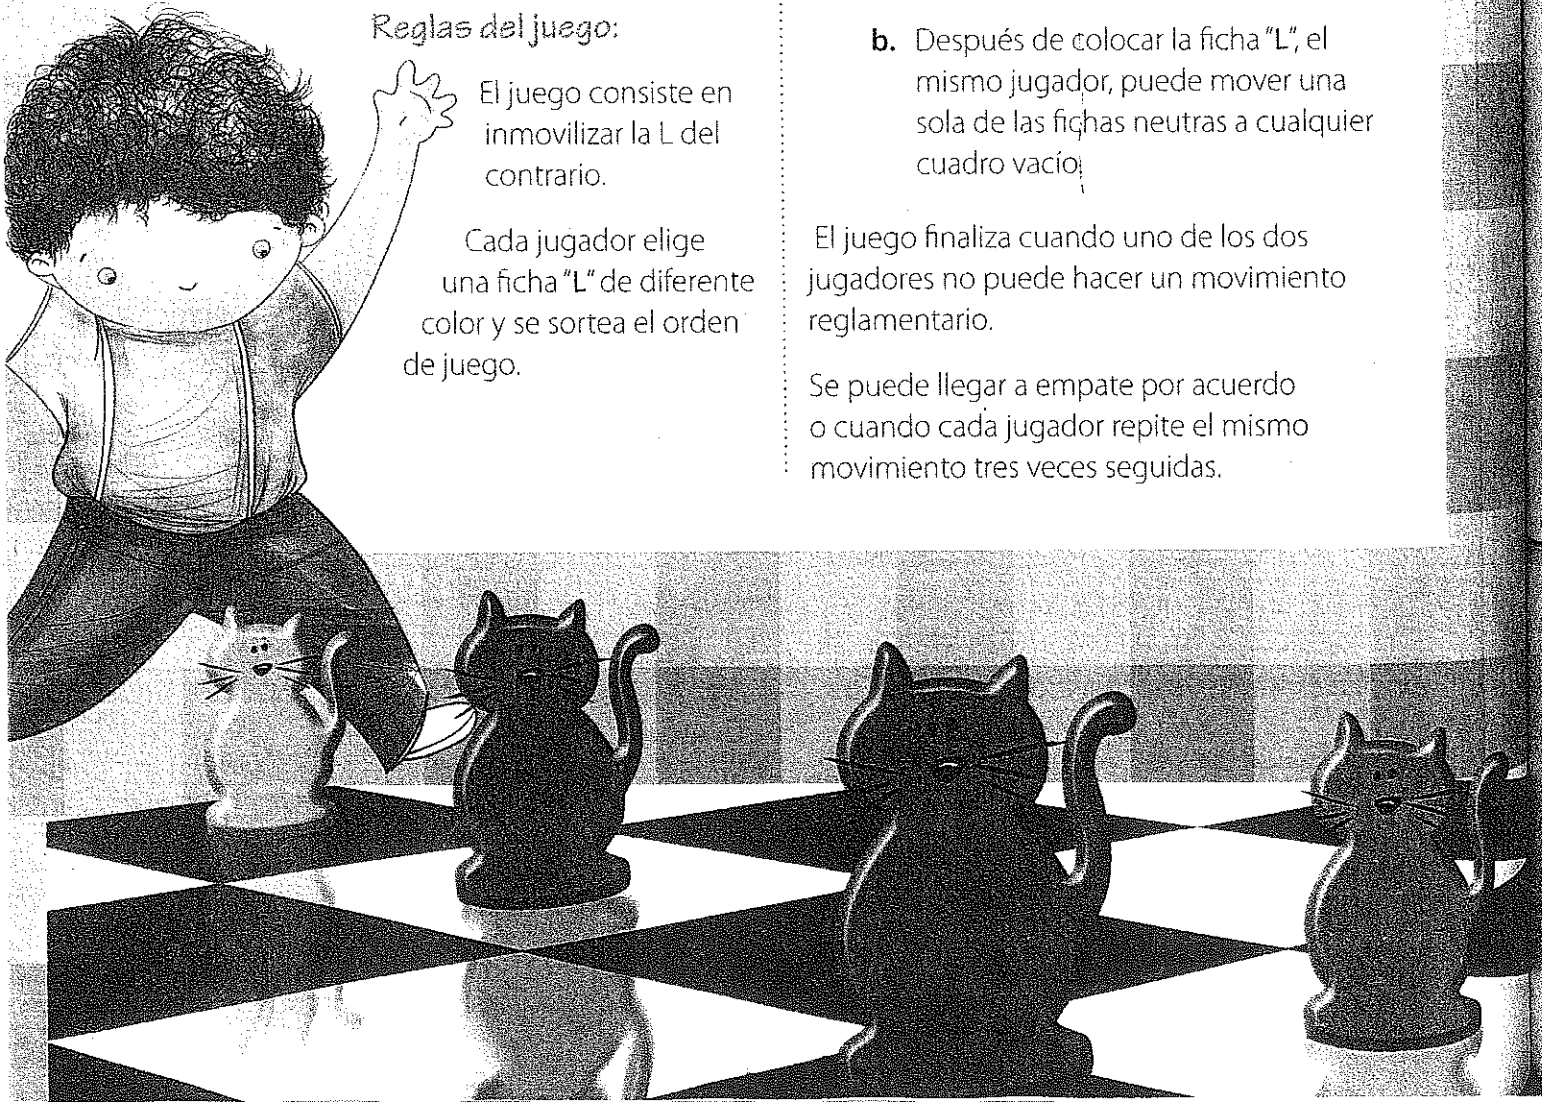 Reglas del juego:
El juego consiste en
inmovilizar la L del
contrario.
Cada jugador elige
una ficha "L" de diferente
color y se sortea el orden
de juego.
b. Después de colocar la ficha "L", el
mismo jugador, puede mover una
sola de las fichas neutras a cualquier
cuadro vacío
El juego finaliza cuando uno de los dos
jugadores no puede hacer un movimiento
reglamentario.
Se puede llegar a empate por acuerdo
o cuando cada jugador repite el mismo
movimiento tres veces seguidas.